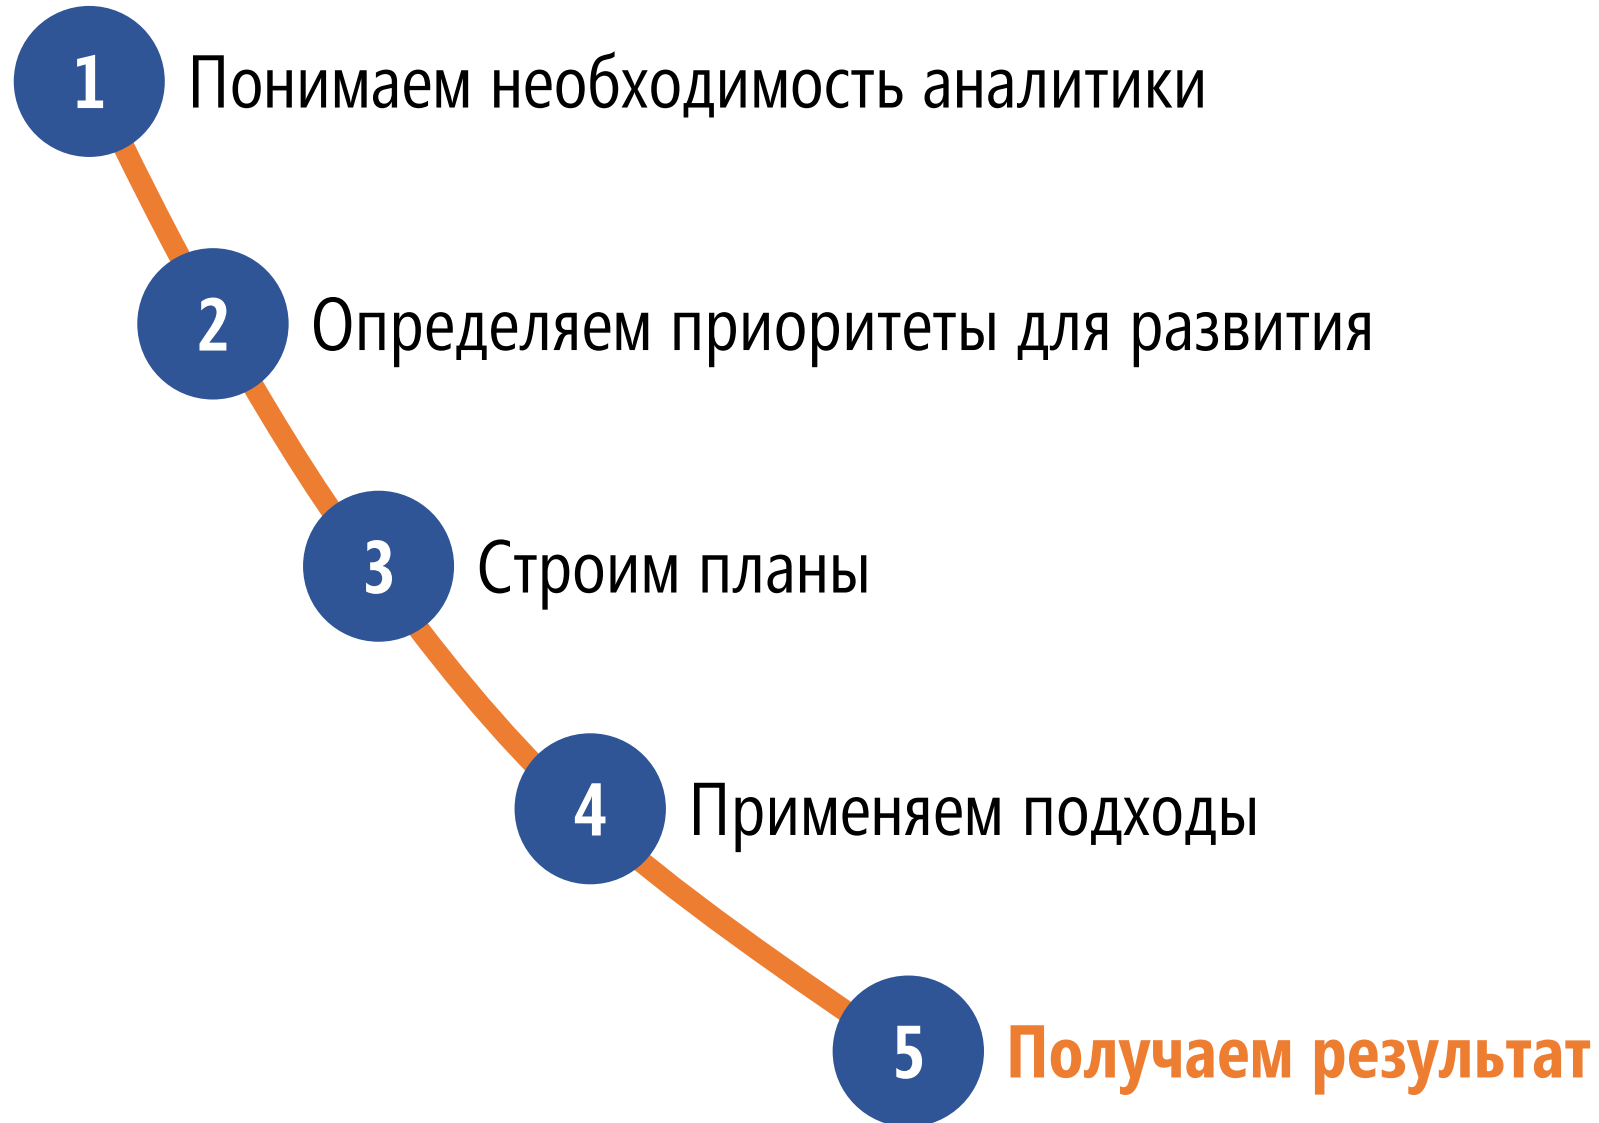 1 Понимаем необходимость аналитики
2 Определяем приоритеты для развития
3 Строим планы
4 Применяем подходы
5 Получаем результат